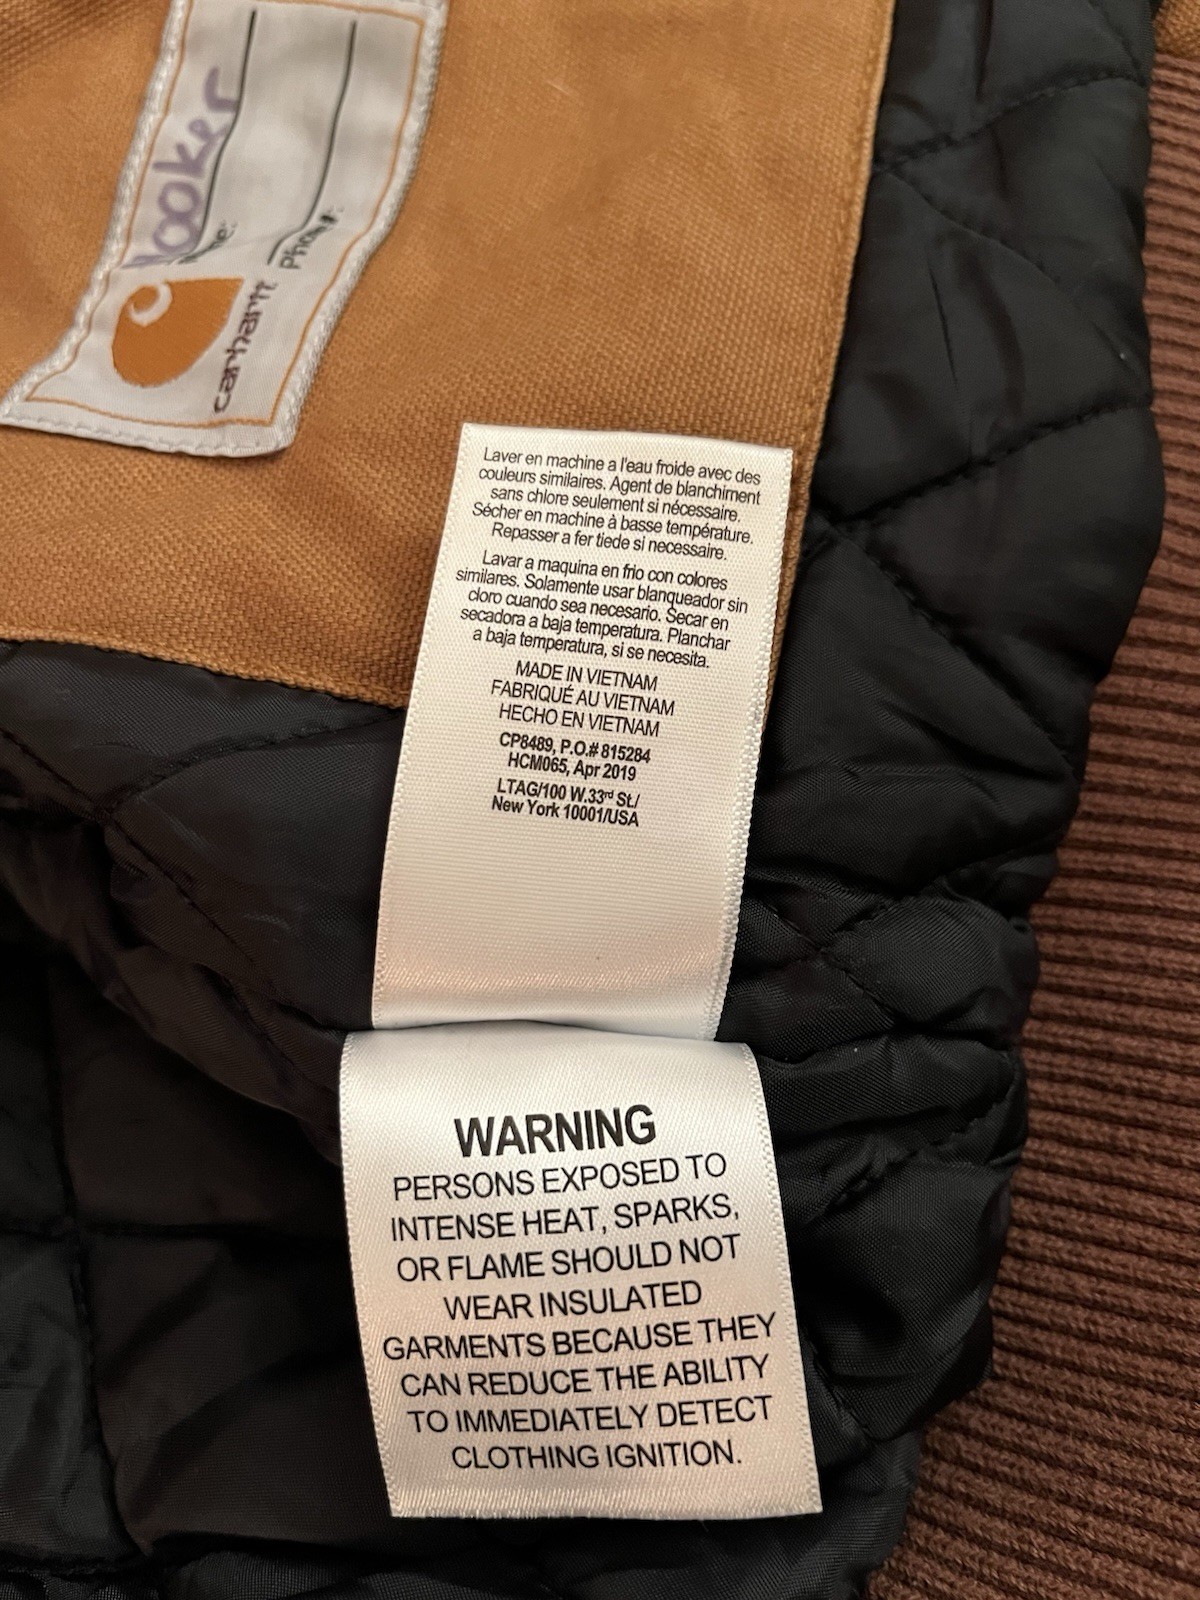 looker
Name:
Phone#:
carhartt
Laver en machine a l'eau froide avec des
couleurs similaires. Agent de blanchiment
sans chlore seulement si nécessaire.
Sécher en machine à basse température.
Repasser a fer tiede si necessaire.
Lavar a maquina en frio con colores
similares. Solamente usar blanqueador sin
cloro cuando sea necesario. Secar en
secadora a baja temperatura. Planchar
a baja temperatura, si se necesita.
MADE IN VIETNAM
FABRIQUÉ AU VIETNAM
HECHO EN VIETNAM
CP8489, P.O.# 815284
HCM065, Apr 2019
LTAG/100 W.33rd St./
New York 10001/USA
WARNING
PERSONS EXPOSED TO
INTENSE HEAT, SPARKS,
OR FLAME SHOULD NOT
WEAR INSULATED
GARMENTS BECAUSE THEY
CAN REDUCE THE ABILITY
TO IMMEDIATELY DETECT
CLOTHING IGNITION.